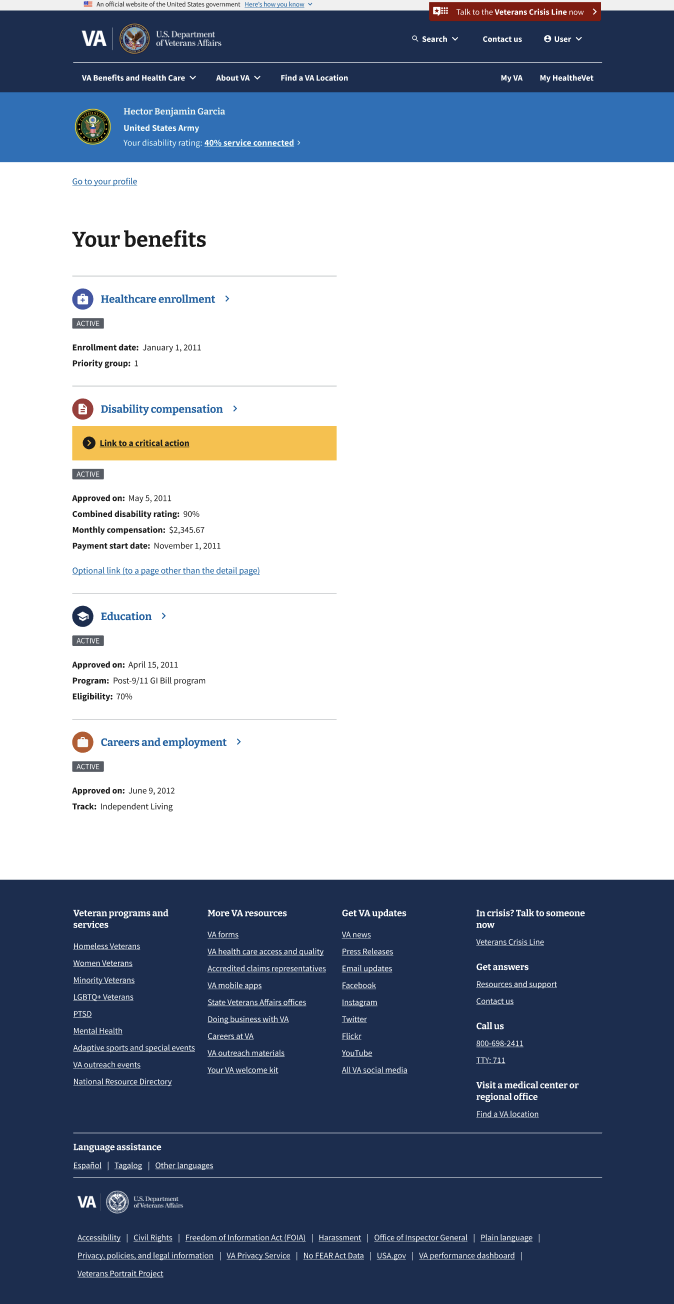 An official website of the United States government Here's how you know
Talk to the Veterans Crisis Line now
VA
U.S. Department
of Veterans Affairs
Search
Contact us
User
VA Benefits and Health Care
About VA
Find a VA Location
My VA
My HealtheVet
Hector Benjamin Garcia
United States Army
Your disability rating: 40% service connected
Go to your profile
Your benefits
Healthcare enrollment
ACTIVE
Enrollment date: January 1, 2011
Priority group: 1
Disability compensation
Link to a critical action
ACTIVE
Approved on: May 5, 2011
Combined disability rating: 90%
Monthly compensation: $2,345.67
Payment start date: November 1, 2011
Optional link (to a page other than the detail page)
Education
ACTIVE
Approved on: April 15, 2011
Program: Post-9/11 GI Bill program
Eligibility: 70%
Careers and employment
ACTIVE
Approved on: June 9, 2012
Track: Independent Living
Veteran programs and
services
Homeless Veterans
Women Veterans
Minority Veterans
LGBTQ+ Veterans
PTSD
Mental Health
Adaptive sports and special events
VA outreach events
National Resource Directory
More VA resources
VA forms
VA health care access and quality
Accredited claims representatives
VA mobile apps
State Veterans Affairs offices
Doing business with VA
Careers at VA
VA outreach materials
Your VA welcome kit
Get VA updates
VA news
Press Releases
Email updates
Facebook
Instagram
Twitter
Flickr
YouTube
All VA social media
In crisis? Talk to someone
now
Veterans Crisis Line
Get answers
Resources and support
Contact us
Call us
800-698-2411
TTY: 711
Visit a medical center or
regional office
Find a VA location
Language assistance
Español | Tagalog | Other languages
VA
U.S. Department
of Veterans Affairs
Accessibility | Civil Rights | Freedom of Information Act (FOIA) | Harassment | Office of Inspector General | Plain language |
Privacy, policies, and legal information | VA Privacy Service | No FEAR Act Data | USA.gov | VA performance dashboard |
Veterans Portrait Project